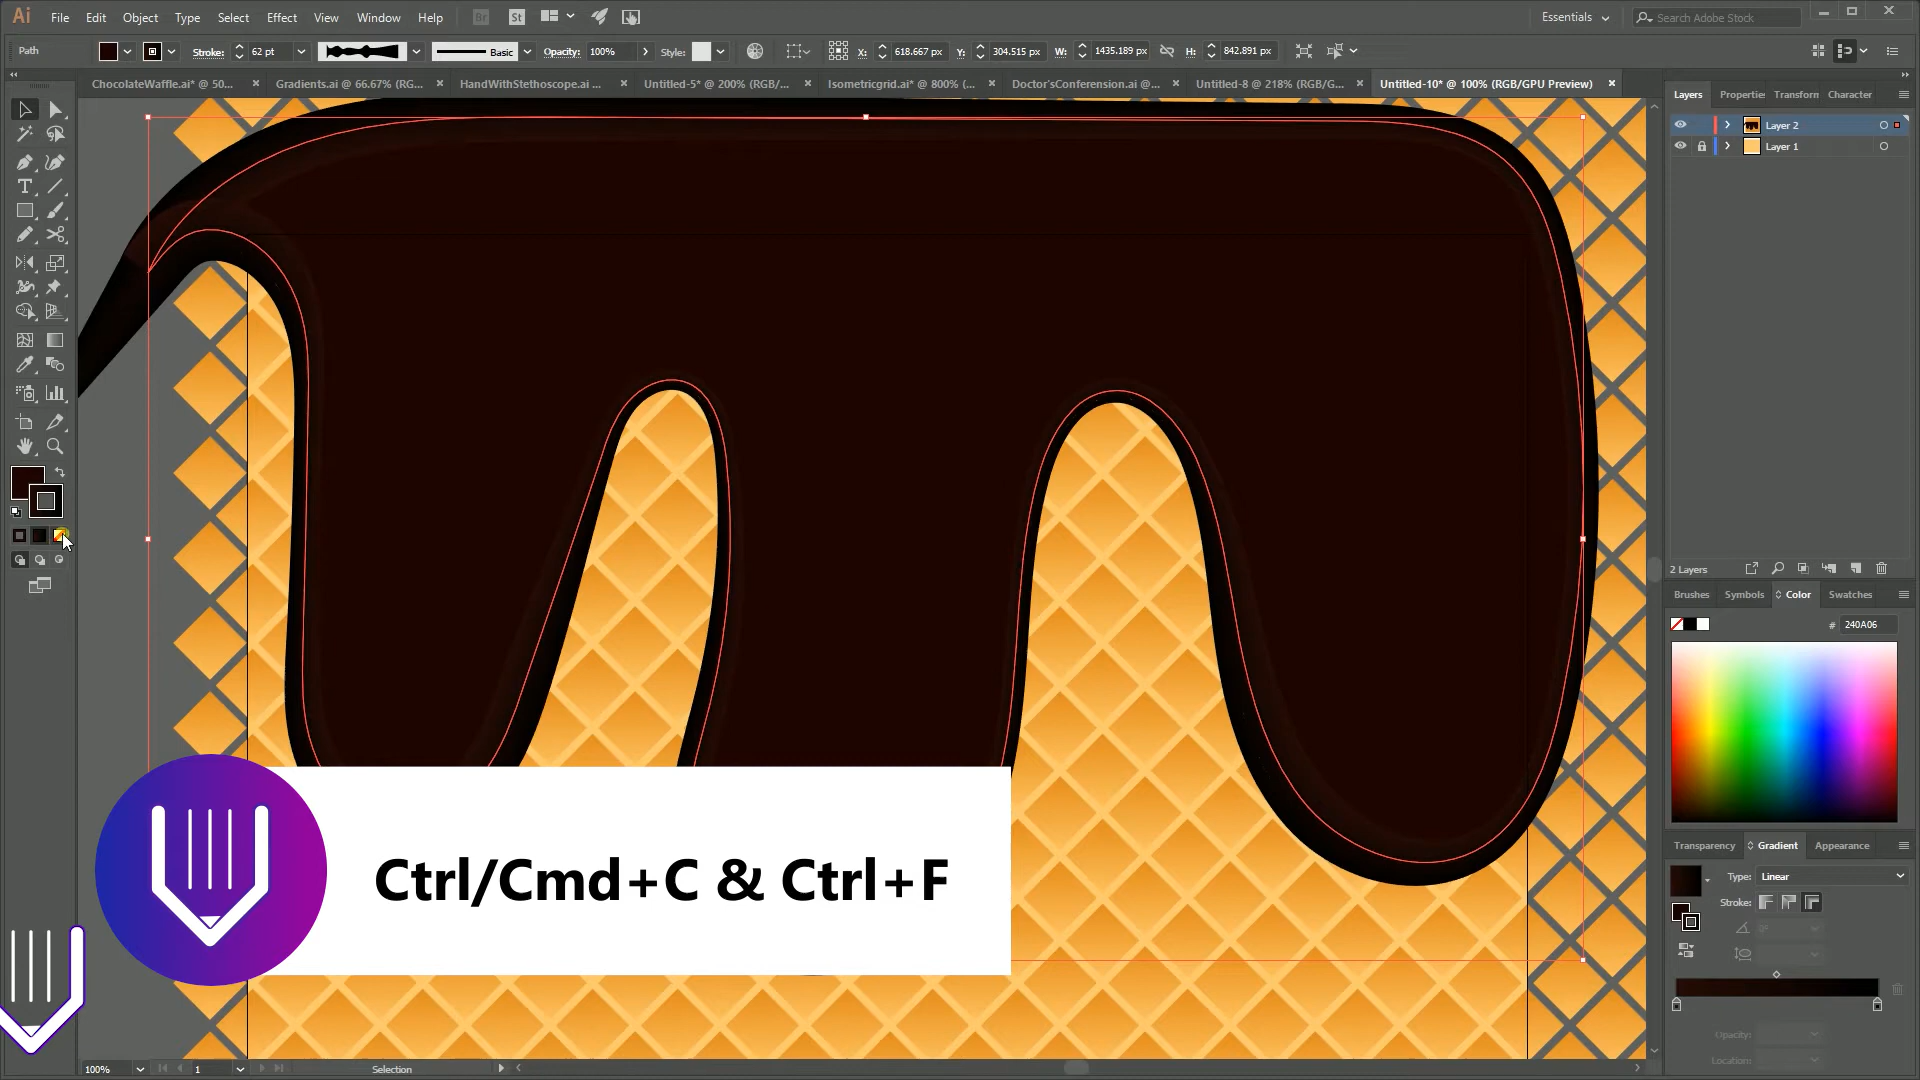 Ai File Edit Object Type Select Effect View Window Help Br St Essentials Search Adobe Stock
Path Stroke: 62 pt Basic Opacity: 100% Style: X: 618.667 px Y: 304.515 px W: 1435.189 px H: 842.891 px
ChocolateWaffle.ai* @ 50... Gradients.ai @ 66.67% (RG... HandWithStethoscope.ai ... Untitled-5* @ 200% (RGB/... Isometricgrid.ai* @ 800% (... Doctor'sConferension.ai @... Untitled-8 @ 218% (RGB/G... Untitled-10* @ 100% (RGB/GPU Preview)
Layers Propertie Transform Character
Layer 2
Layer 1
2 Layers
Brushes Symbols Color Swatches
# 240A06
Ctrl/Cmd+C & Ctrl+F
Transparency Gradient Appearance
Type: Linear
Stroke:
0°
Opacity:
Location:
100% 1 Selection